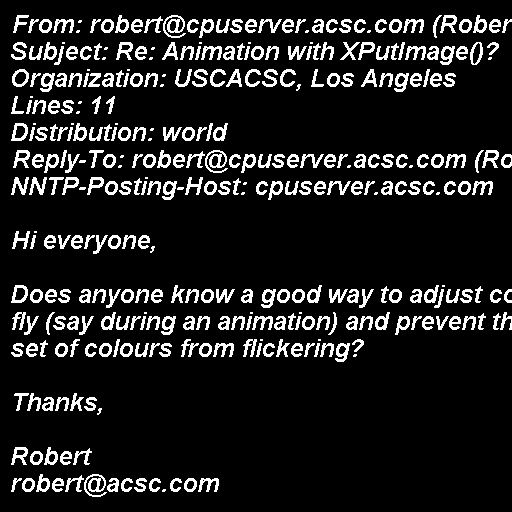 From: robert@cpuserver.acsc.com (Rober
Subject: Re: Animation with XPutImage()?
Organization: USCACSC, Los Angeles
Lines: 11
Distribution: world
Reply-To: robert@cpuserver.acsc.com (Ro
NNTP-Posting-Host: cpuserver.acsc.com
Hi everyone,
Does anyone know a good way to adjust co
fly (say during an animation) and prevent th
set of colours from flickering?
Thanks,
Robert
robert@acsc.com